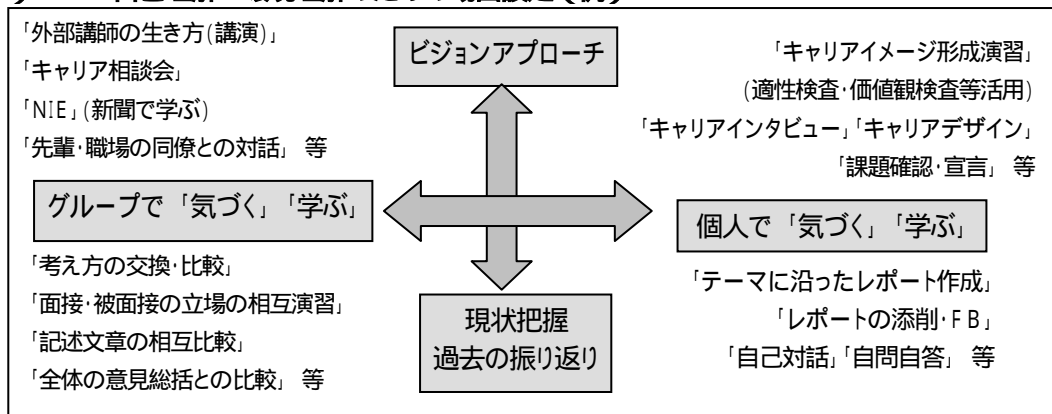 「外部講師の生き方(講演)」
「キャリア相談会」
「NIE」(新聞で学ぶ)
「先輩・職場の同僚との対話」 等
ビジョンアプローチ
「キャリアイメージ形成演習」
(適性検査・価値観検査等活用)
「キャリアインタビュー」「キャリアデザイン」
「課題確認・宣言」 等
グループで「気づく」「学ぶ」
個人で「気づく」「学ぶ」
「考え方の交換・比較」
「面接・被面接の立場の相互演習」
「記述文章の相互比較」
「全体の意見総括との比較」 等
現状把握
過去の振り返り
「テーマに沿ったレポート作成」
「レポートの添削・FB」
「自己対話」「自問自答」 等